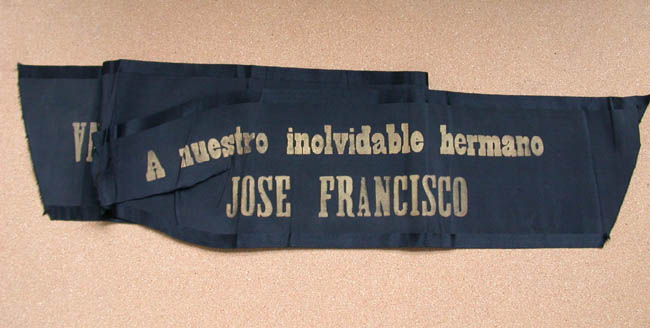 A nuestro inolvidable hermano
JOSE FRANCISCO